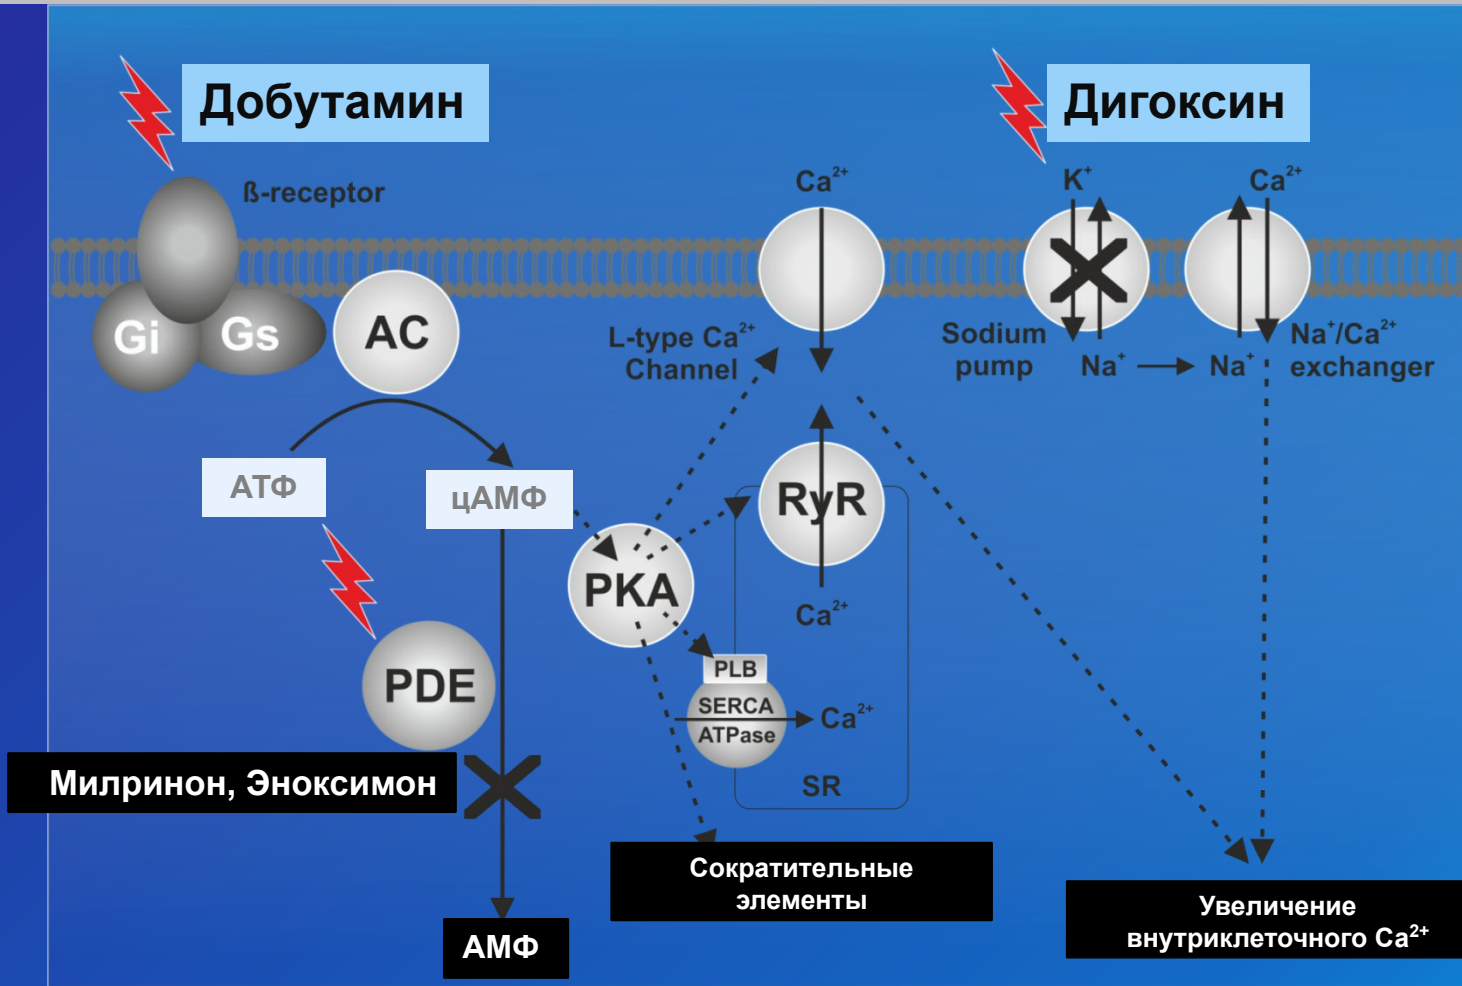 Добутамин
Дигоксин
ß-receptor
Ca²⁺
K⁺
Ca²⁺
Gi
Gs
AC
L-type Ca²⁺
Channel
Sodium
pump
Na⁺
Na⁺
Na⁺/Ca²⁺
exchanger
АТФ
цАМФ
RyR
PKA
Ca²⁺
PDE
PLB
SERCA
ATPase
Ca²⁺
SR
Милринон, Эноксимон
Сократительные
элементы
Увеличение
внутриклеточного Ca²⁺
АМФ